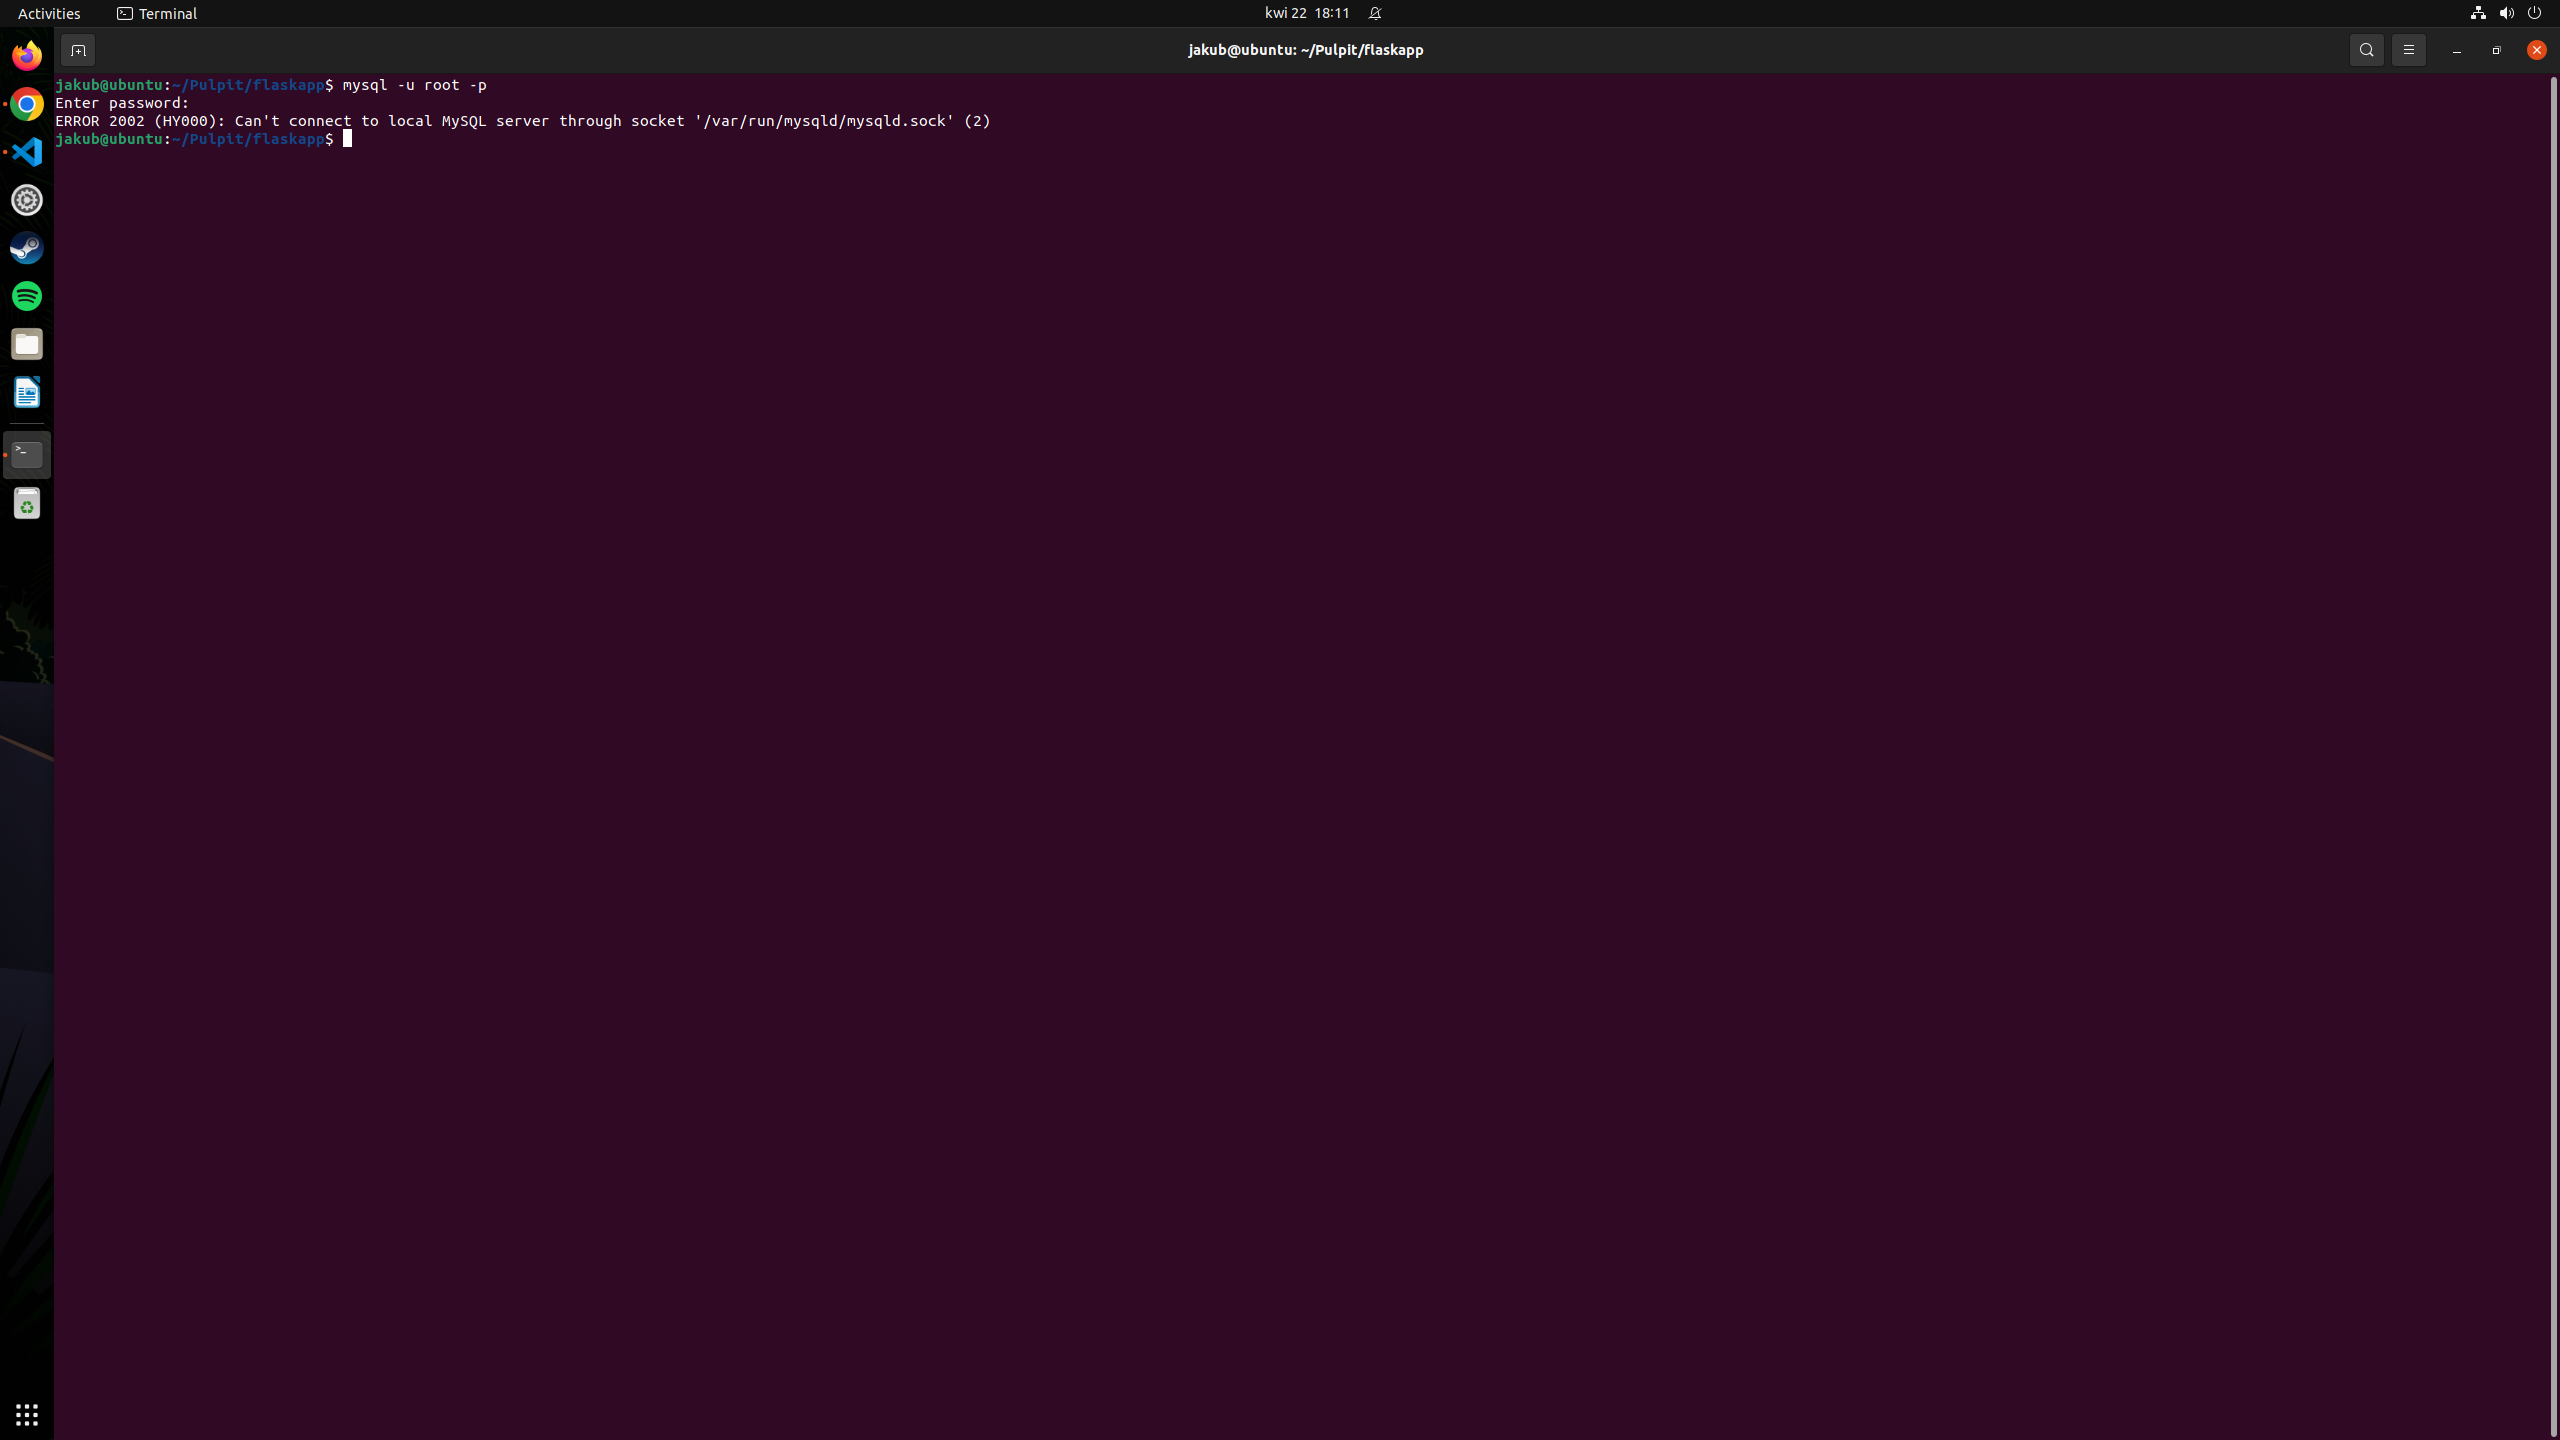 Activities Terminal kwi 22 18:11
jakub@ubuntu: ~/Pulpit/flaskapp
jakub@ubuntu:~/Pulpit/flaskapp$ mysql -u root -p
Enter password:
ERROR 2002 (HY000): Can't connect to local MySQL server through socket '/var/run/mysqld/mysqld.sock' (2)
jakub@ubuntu:~/Pulpit/flaskapp$